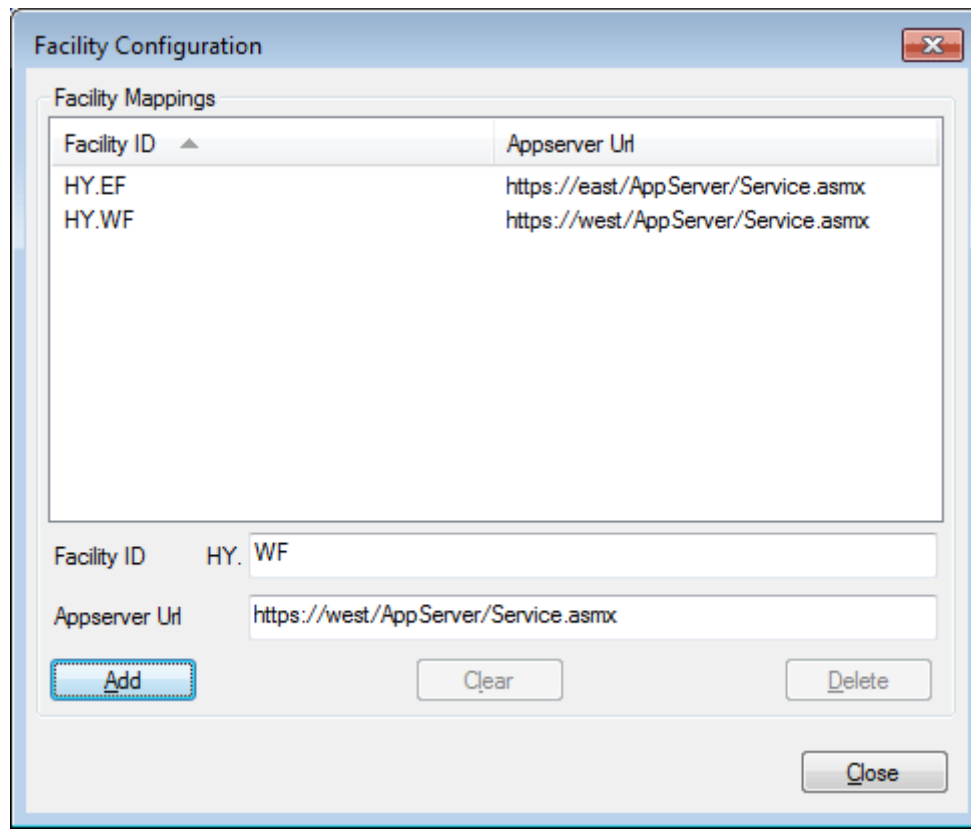 Facility Configuration
Facility Mappings
Facility ID Appserver Url
HY.EF https://east/AppServer/Service.asmx
HY.WF https://west/AppServer/Service.asmx
Facility ID HY. WF
Appserver Url https://west/AppServer/Service.asmx
Add Clear Delete
Close